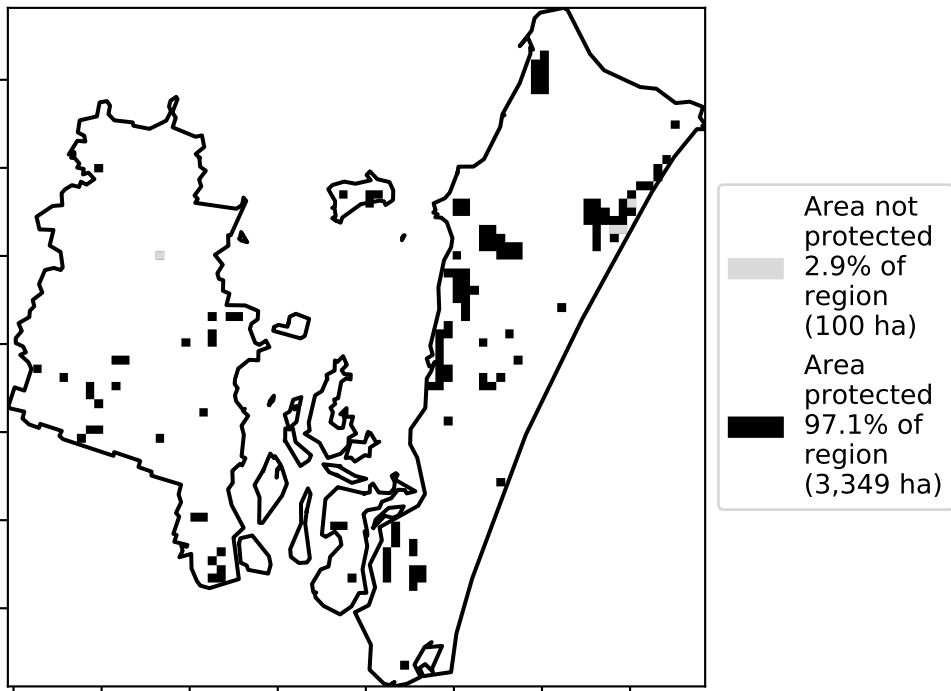 Area not
protected
2.9% of
region
(100 ha)
Area
protected
97.1% of
region
(3,349 ha)